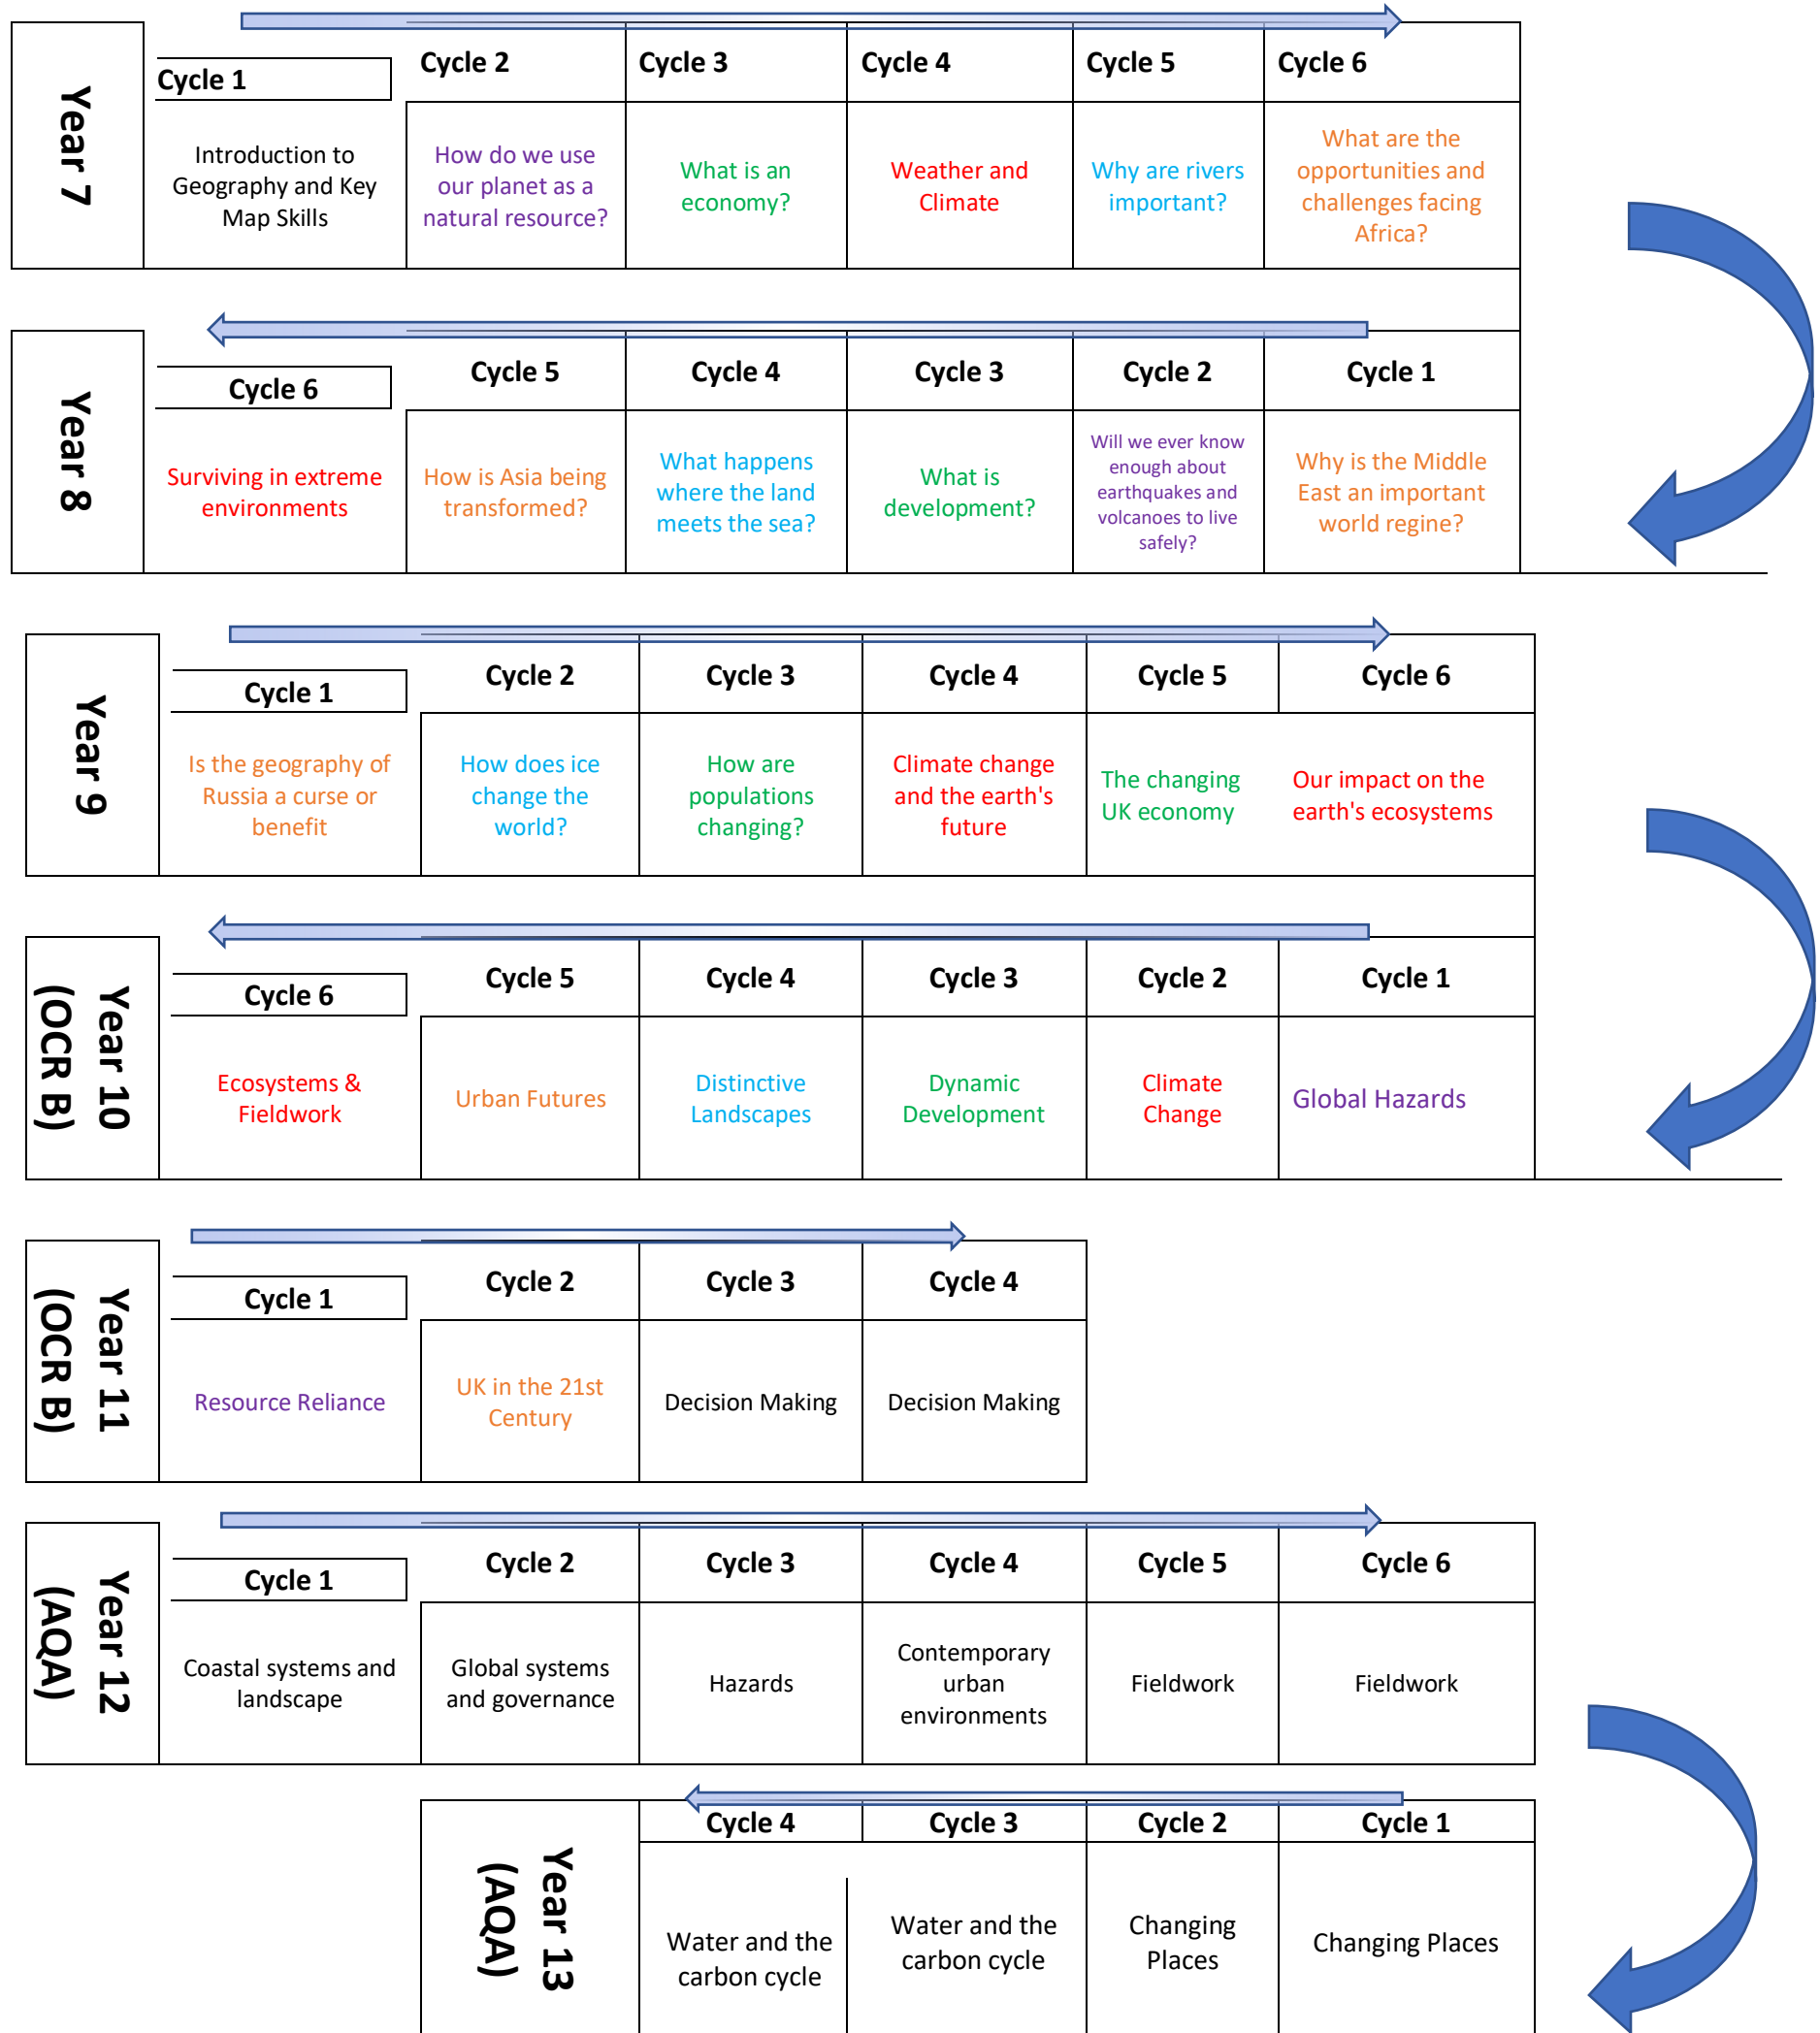 Year 7
Cycle 1
Cycle 2
Cycle 3
Cycle 4
Cycle 5
Cycle 6
Introduction to
Geography and Key
Map Skills
How do we use
our planet as a
natural resource?
What is an
economy?
Weather and
Climate
Why are rivers
important?
What are the
opportunities and
challenges facing
Africa?
Year 8
Cycle 6
Cycle 5
Cycle 4
Cycle 3
Cycle 2
Cycle 1
Surviving in extreme
environments
How is Asia being
transformed?
What happens
where the land
meets the sea?
What is
development?
Will we ever know
enough about
earthquakes and
volcanoes to live
safely?
Why is the Middle
East an important
world regine?
Year 9
Cycle 1
Cycle 2
Cycle 3
Cycle 4
Cycle 5
Cycle 6
Is the geography of
Russia a curse or
benefit
How does ice
change the
world?
How are
populations
changing?
Climate change
and the earth's
future
The changing
UK economy
Our impact on the
earth's ecosystems
Year 10
(OCR B)
Cycle 6
Cycle 5
Cycle 4
Cycle 3
Cycle 2
Cycle 1
Ecosystems &
Fieldwork
Urban Futures
Distinctive
Landscapes
Dynamic
Development
Climate
Change
Global Hazards
Year 11
(OCR B)
Cycle 1
Cycle 2
Cycle 3
Cycle 4
Resource Reliance
UK in the 21st
Century
Decision Making
Decision Making
Year 12
(AQA)
Cycle 1
Cycle 2
Cycle 3
Cycle 4
Cycle 5
Cycle 6
Coastal systems and
landscape
Global systems
and governance
Hazards
Contemporary
urban
environments
Fieldwork
Fieldwork
Year 13
(AQA)
Cycle 4
Cycle 3
Cycle 2
Cycle 1
Water and the
carbon cycle
Water and the
carbon cycle
Changing
Places
Changing Places